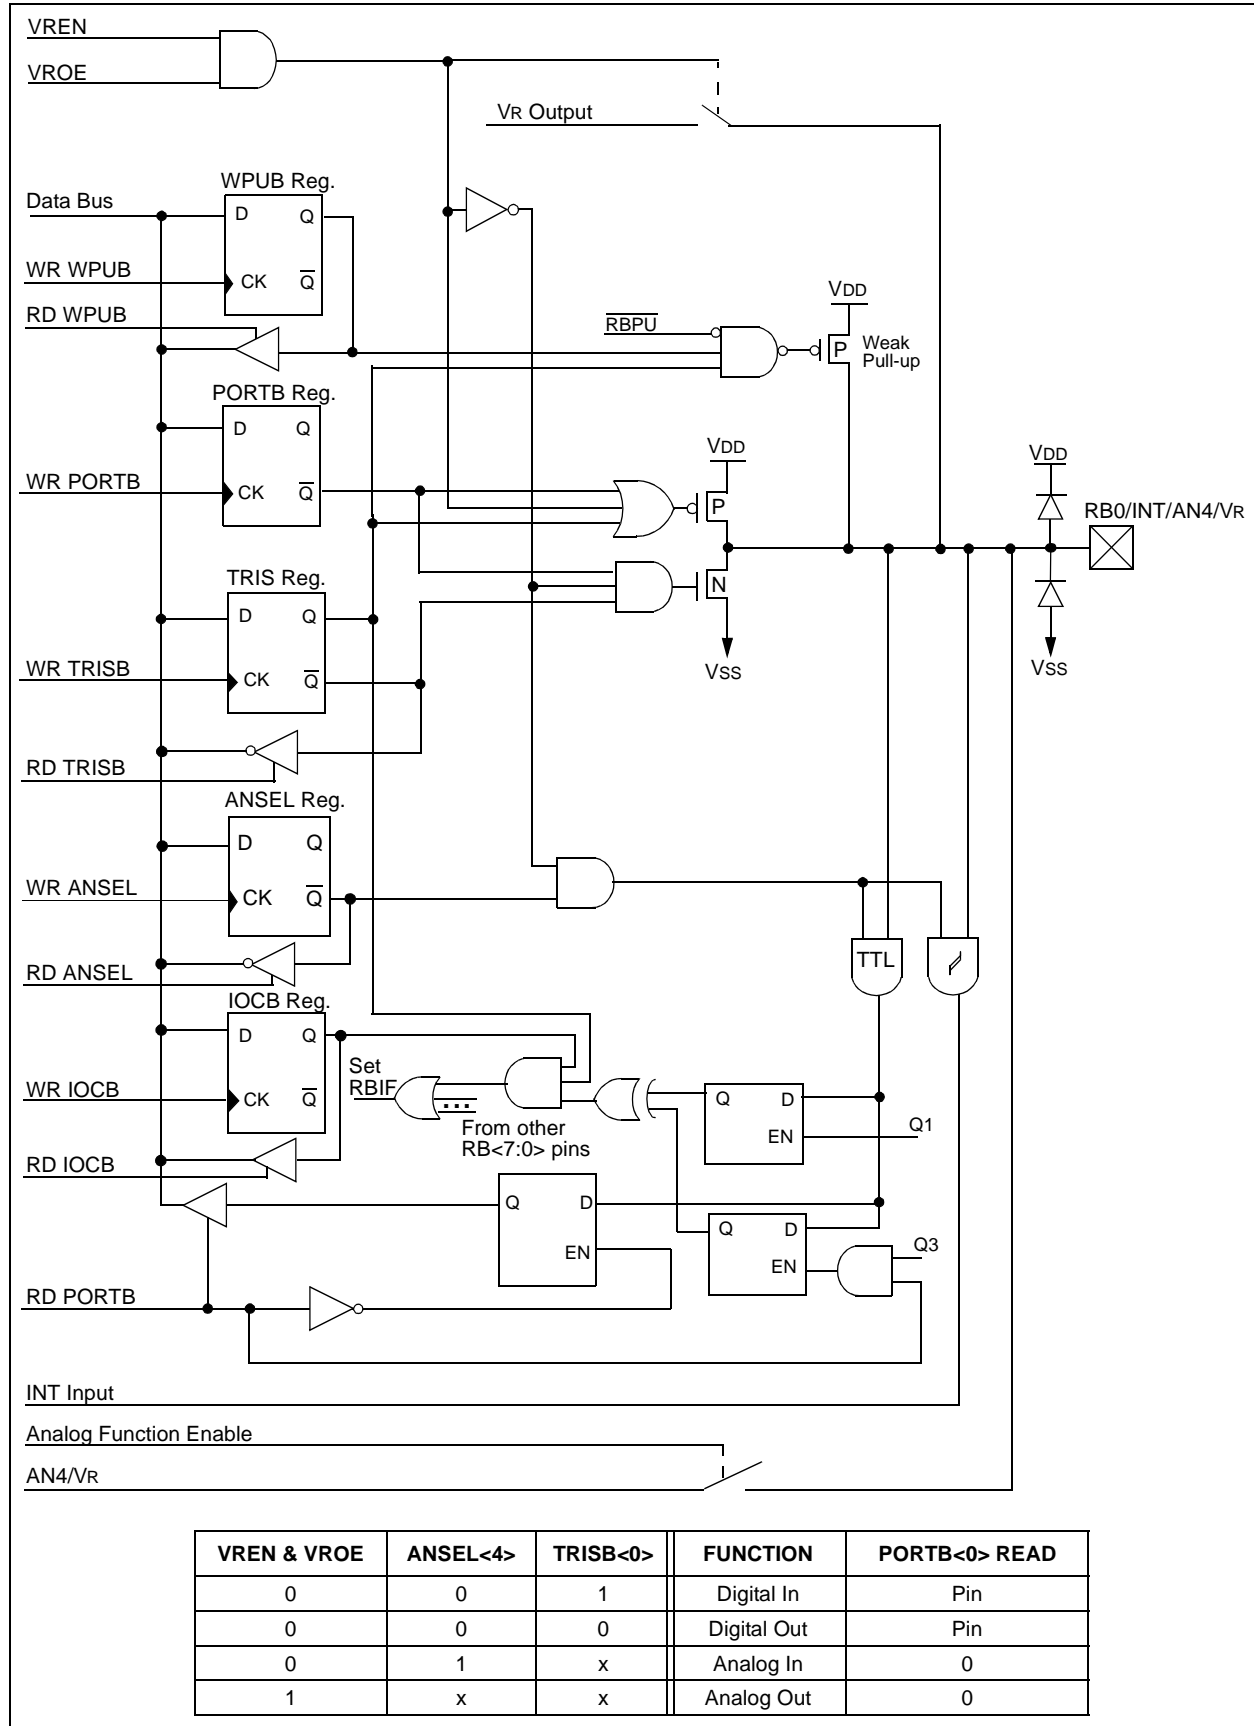 VREN
VROE
VR Output
WPUB Reg.
Data Bus
D Q
WR WPUB
CK Q̅
RD WPUB
R̅B̅P̅U̅
VDD
P
Weak
Pull-up
PORTB Reg.
D Q
WR PORTB
CK Q̅
VDD
P
VDD
RB0/INT/AN4/VR
TRIS Reg.
D Q
N
WR TRISB
CK Q̅
VSS
VSS
RD TRISB
ANSEL Reg.
D Q
WR ANSEL
CK Q̅
RD ANSEL
TTL
IOCB Reg.
D Q
WR IOCB
CK Q̅
Set
RBIF
...
From other
RB<7:0> pins
Q D
EN
Q1
RD IOCB
Q D
EN
Q D
EN
Q3
RD PORTB
INT Input
Analog Function Enable
AN4/VR
VREN & VROE ANSEL<4> TRISB<0> FUNCTION PORTB<0> READ
0 0 1 Digital In Pin
0 0 0 Digital Out Pin
0 1 x Analog In 0
1 x x Analog Out 0